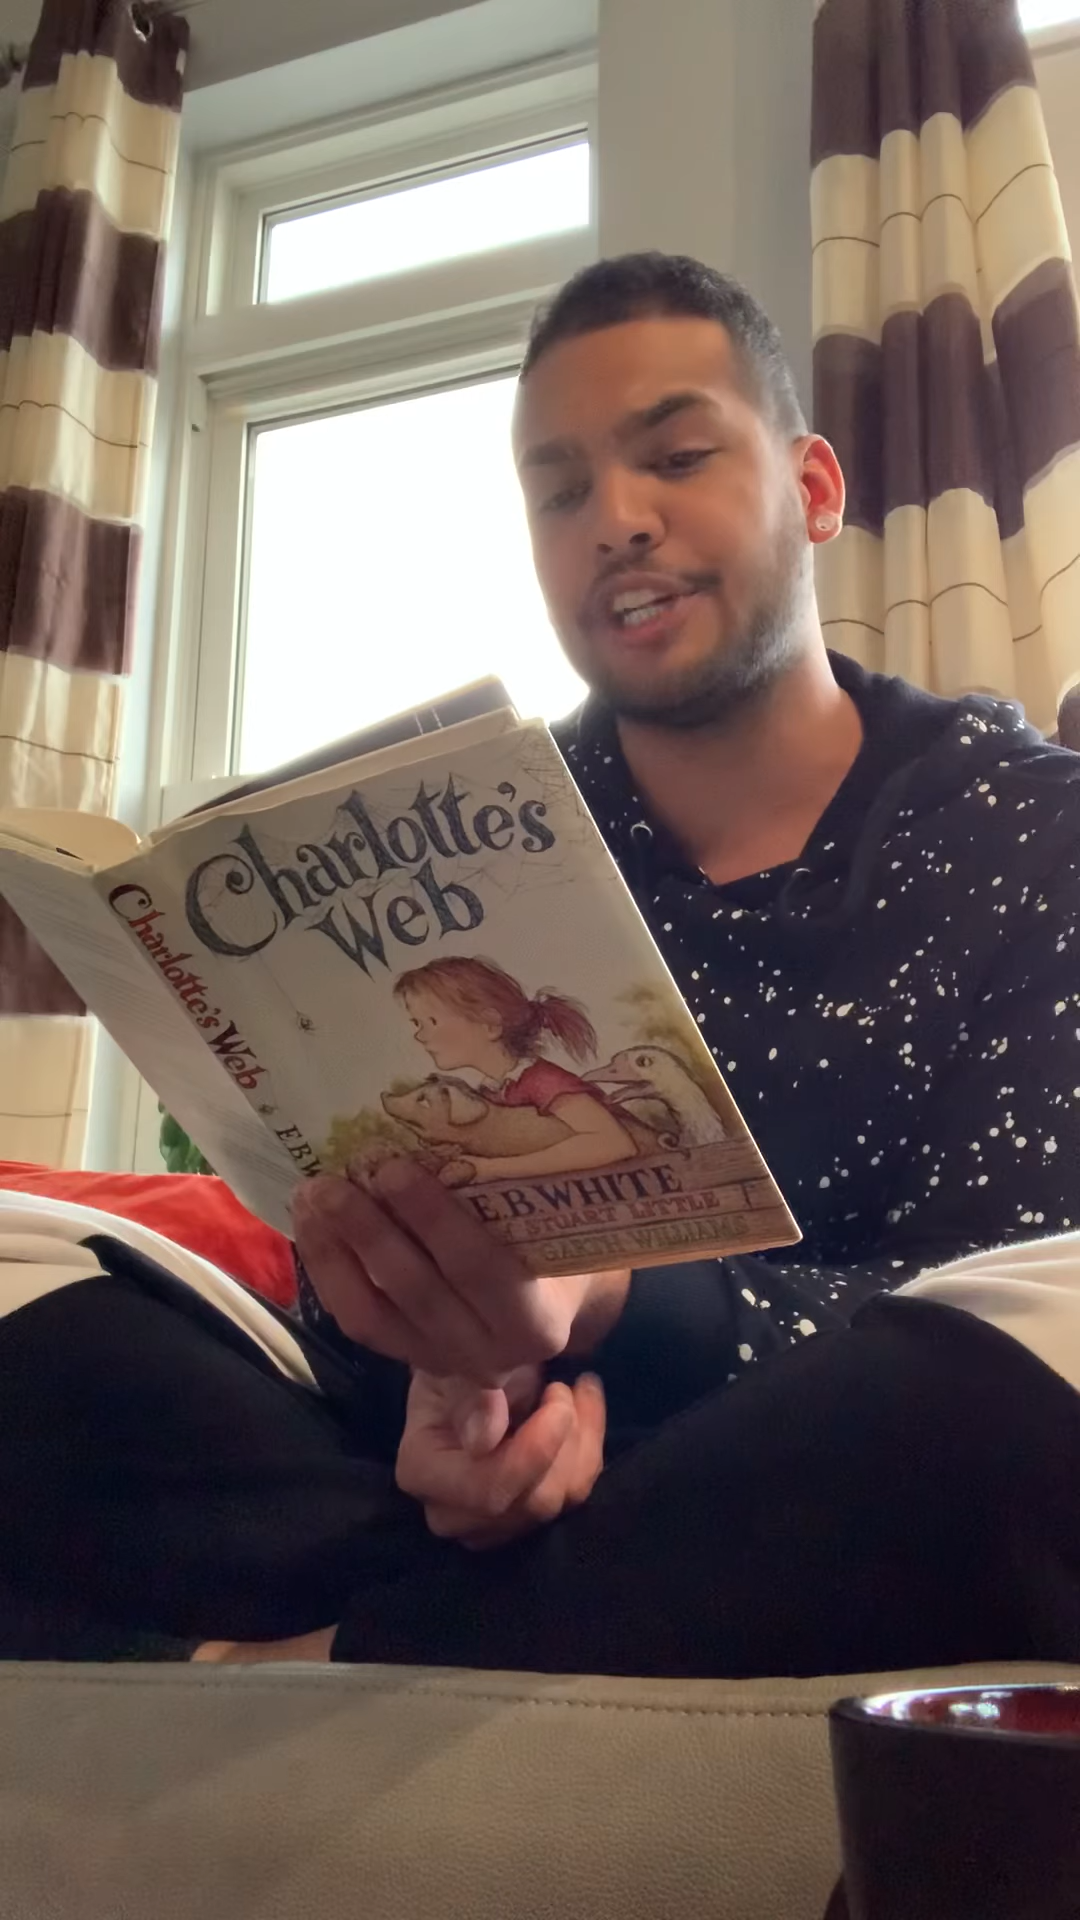 Charlotte's
Web
E.B. WHITE
STUART LITTLE
GARTH WILLIAMS
Charlotte's Web
E.B.W